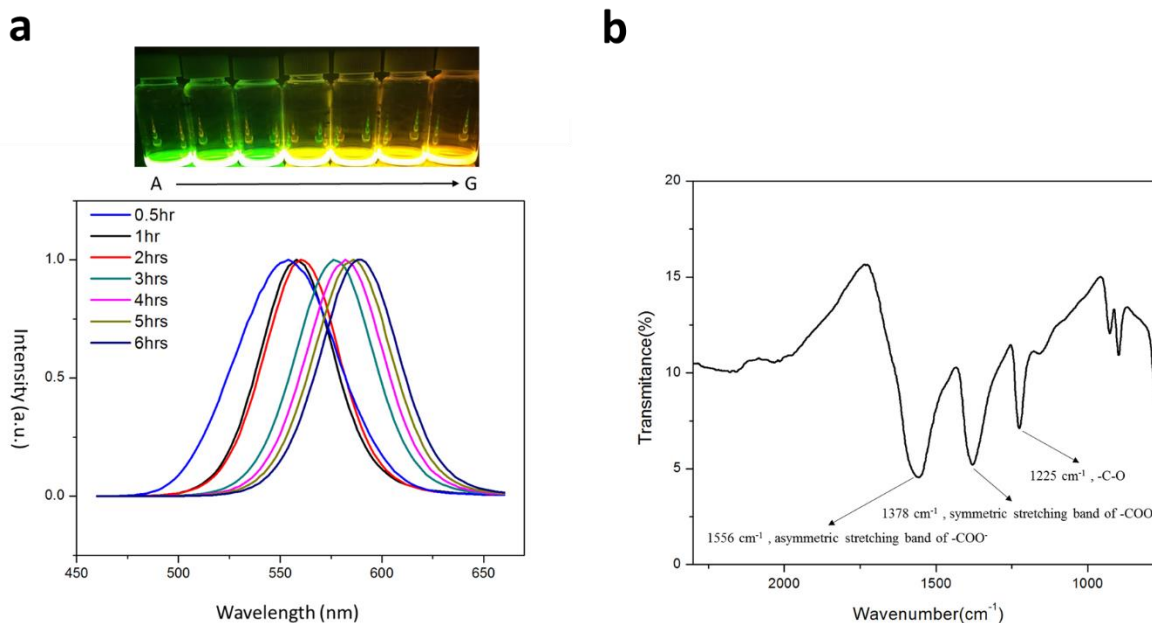 a
A
G
0.5hr
1hr
2hrs
3hrs
4hrs
5hrs
6hrs
1.0
0.5
0.0
Intensity (a.u.)
450
500
550
600
650
Wavelength (nm)
b
20
15
10
5
0
Transmitance(%)
1225 cm⁻¹ , -C-O
1378 cm⁻¹ , symmetric stretching band of -COO⁻
1556 cm⁻¹ , asymmetric stretching band of -COO⁻
2000
1500
1000
Wavenumber(cm⁻¹)